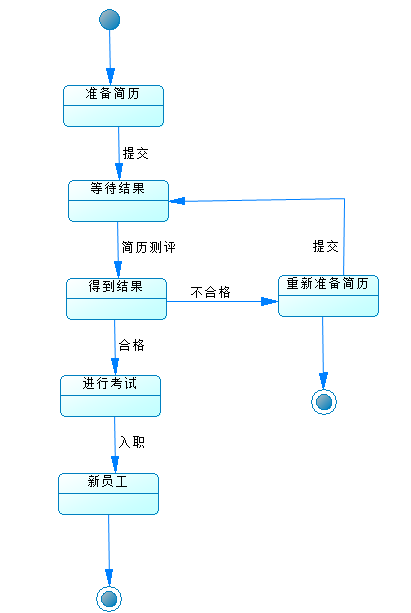 准备简历
提交
等待结果
简历测评
提交
得到结果
重新准备简历
不合格
合格
进行考试
入职
新员工